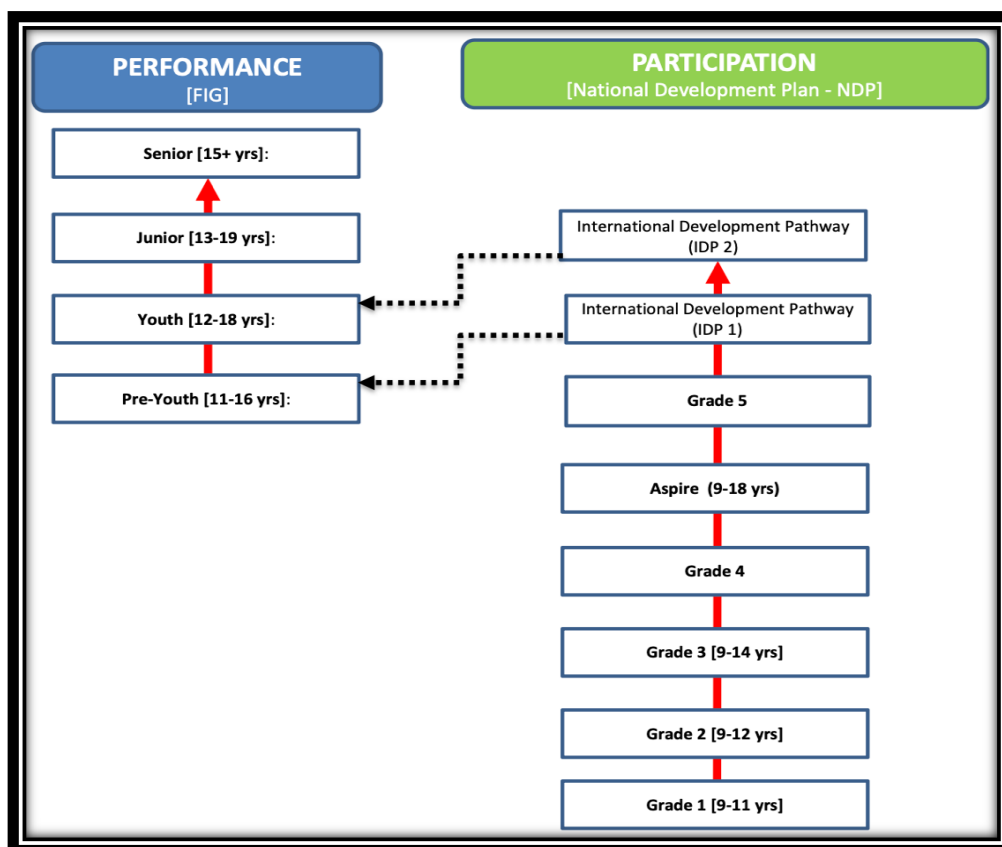 PERFORMANCE
[FIG]
Senior [15+ yrs]:
Junior [13-19 yrs]:
Youth [12-18 yrs]:
Pre-Youth [11-16 yrs]:
PARTICIPATION
[National Development Plan - NDP]
International Development Pathway
(IDP 2)
International Development Pathway
(IDP 1)
Grade 5
Aspire (9-18 yrs)
Grade 4
Grade 3 [9-14 yrs]
Grade 2 [9-12 yrs]
Grade 1 [9-11 yrs]